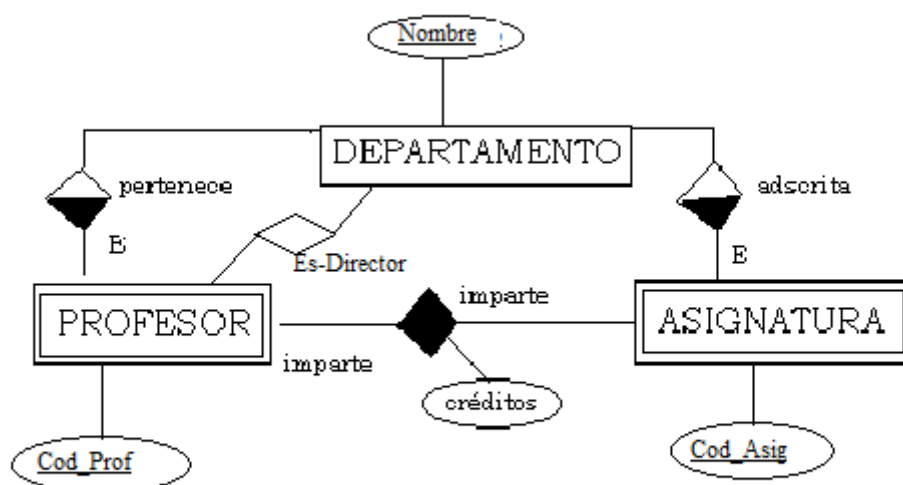 Nombre
DEPARTAMENTO
pertenece
adscrita
E
Es-Director
E
imparte
PROFESOR
ASIGNATURA
imparte
créditos
Cod_Prof
Cod_Asig